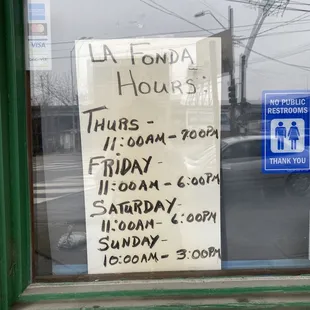 VISA
LA FONDA
HOURS:
THURS -
11:00AM - 7:00PM
FRIDAY -
11:00AM - 6:00PM
SATURDAY -
11:00AM - 6:00PM
SUNDAY -
10:00AM - 3:00PM
NO PUBLIC
RESTROOMS
THANK YOU